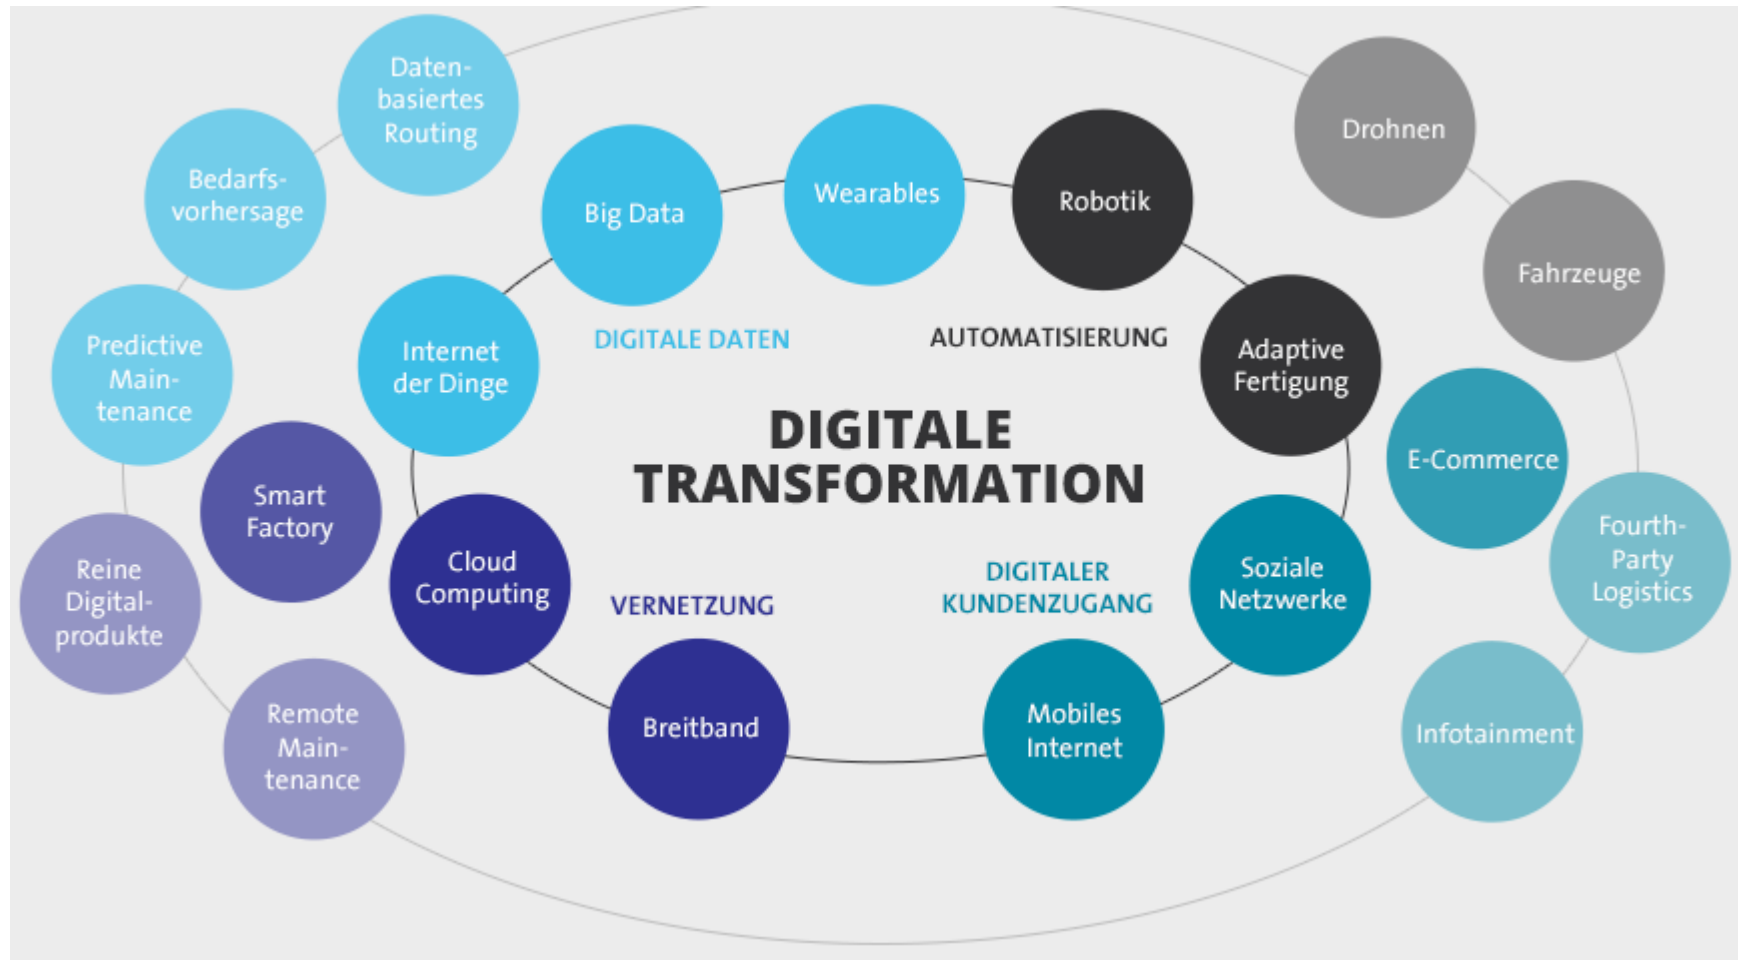 Daten-
basiertes
Routing
Bedarfs-
vorhersage
Predictive
Main-
tenance
Smart
Factory
Reine
Digital-
produkte
Remote
Main-
tenance
Internet
der Dinge
Big Data
Wearables
Robotik
Adaptive
Fertigung
DIGITALE DATEN
AUTOMATISIERUNG
DIGITALE
TRANSFORMATION
VERNETZUNG
DIGITALER
KUNDENZUGANG
Cloud
Computing
Breitband
Mobiles
Internet
Soziale
Netzwerke
Drohnen
Fahrzeuge
E-Commerce
Fourth-
Party
Logistics
Infotainment